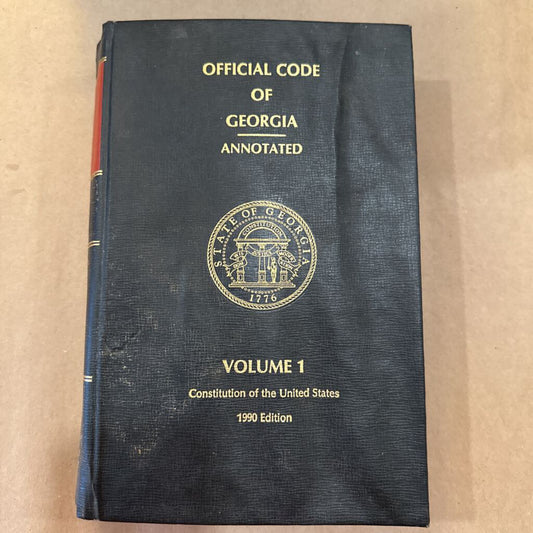 OFFICIAL CODE
OF
GEORGIA
ANNOTATED
STATE OF GEORGIA
CONSTITUTION
1776
VOLUME 1
Constitution of the United States
1990 Edition